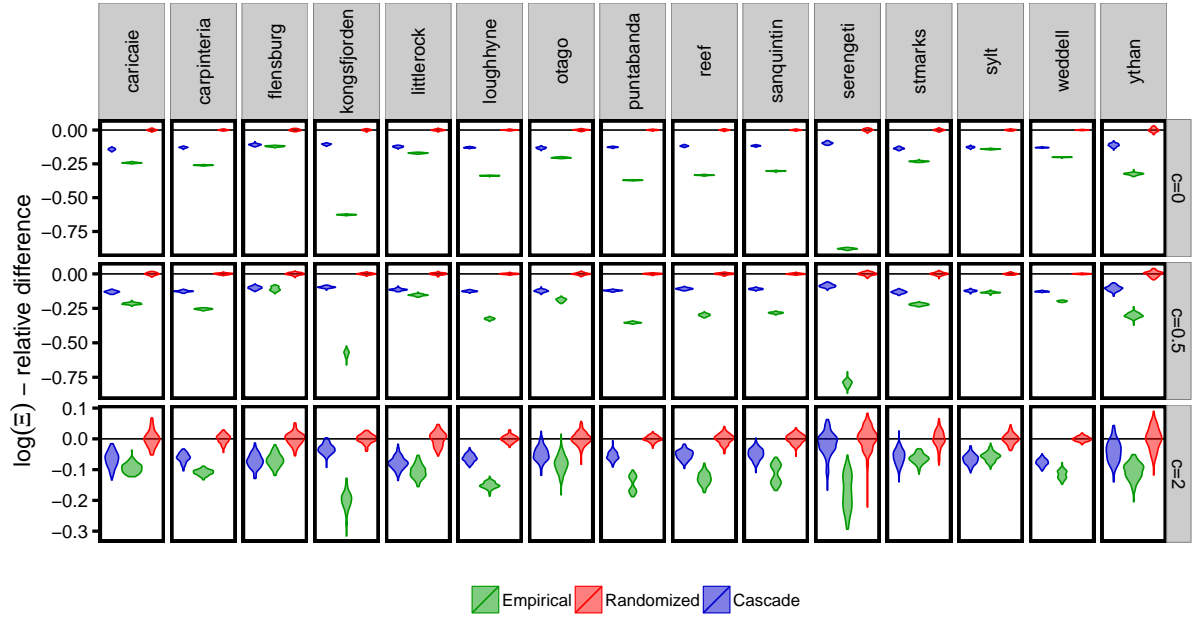 caricaie
carpinteria
flensburg
kongsfjorden
littlerock
loughhyne
otago
puntabanda
reef
sanquintin
serengeti
stmarks
sylt
weddell
ythan
log(Ξ) − relative difference
0.00
−0.25
−0.50
−0.75
c=0
0.00
−0.25
−0.50
−0.75
c=0.5
0.1
0.0
−0.1
−0.2
−0.3
c=2
Empirical Randomized Cascade